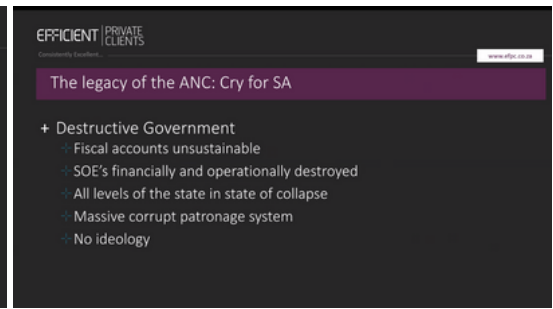 EFFICIENT PRIVATE CLIENTS
Consistently Excellent...
www.efpc.co.za
The legacy of the ANC: Cry for SA
+ Destructive Government
Fiscal accounts unsustainable
SOE's financially and operationally destroyed
All levels of the state in state of collapse
Massive corrupt patronage system
No ideology